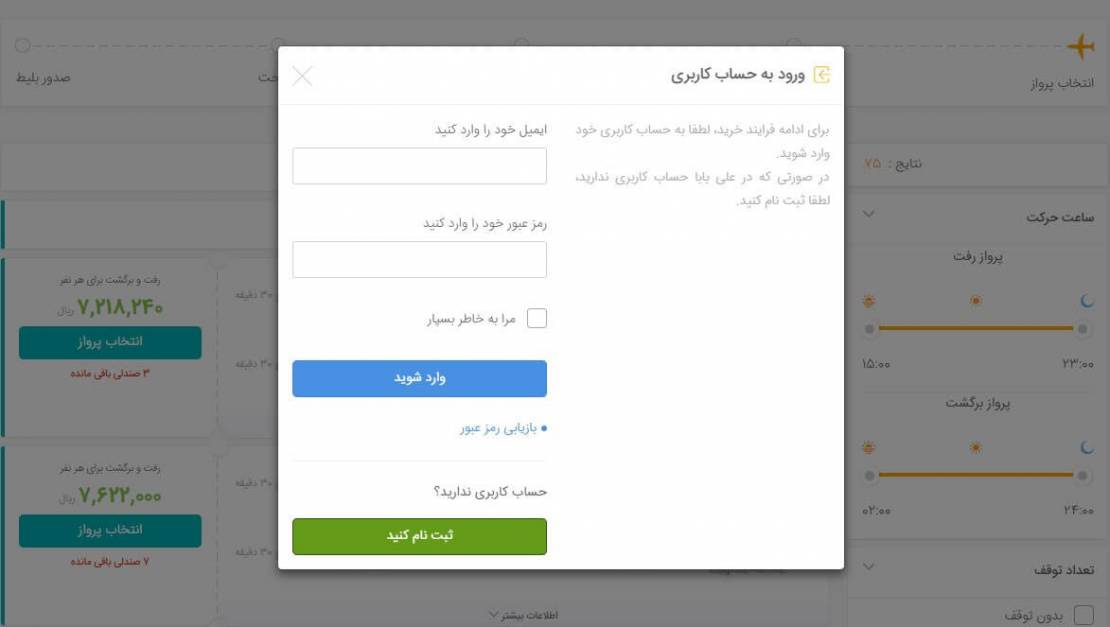 انتخاب پرواز
صدور بلیط
ورود به حساب کاربری
برای ادامه فرایند خرید، لطفا به حساب کاربری خود
وارد شوید.
در صورتی که در علی بابا حساب کاربری ندارید،
لطفا ثبت نام کنید.
ایمیل خود را وارد کنید
رمز عبور خود را وارد کنید
مرا به خاطر بسپار
وارد شوید
بازیابی رمز عبور
حساب کاربری ندارید؟
ثبت نام کنید
نتایج : ۷۵
ساعت حرکت
پرواز رفت
۱۵:۰۰ ۲۳:۰۰
پرواز برگشت
۰۲:۰۰ ۲۴:۰۰
تعداد توقف
بدون توقف
رفت و برگشت برای هر نفر
۷,۲۱۸,۲۴۰ ریال
انتخاب پرواز
۳ صندلی باقی مانده
۳۰ دقیقه
۳۰ دقیقه
رفت و برگشت برای هر نفر
۷,۶۲۲,۰۰۰ ریال
انتخاب پرواز
۷ صندلی باقی مانده
۳۰ دقیقه
۳۰ دقیقه
اطلاعات بیشتر